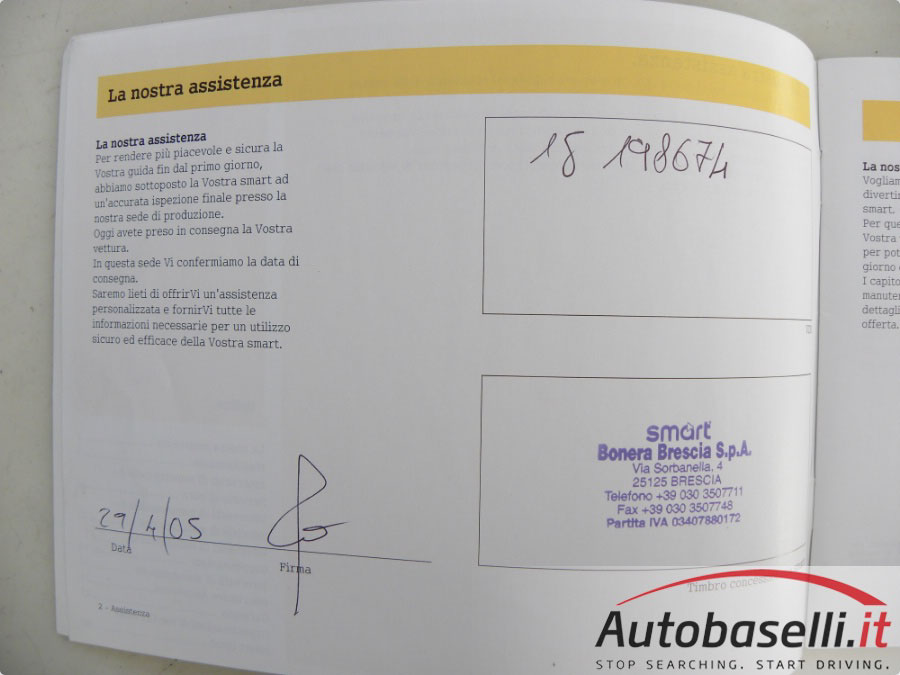 La nostra assistenza
La nostra assistenza
Per rendere più piacevole e sicura la
Vostra guida fin dal primo giorno,
abbiamo sottoposto la Vostra smart ad
un'accurata ispezione finale presso la
nostra sede di produzione.
Oggi avete preso in consegna la Vostra
vettura.
In questa sede Vi confermiamo la data di
consegna.
Saremo lieti di offrirVi un'assistenza
personalizzata e fornirVi tutte le
informazioni necessarie per un utilizzo
sicuro ed efficace della Vostra smart.
29/4/05
Data
Firma
2 - Assistenza
18 198674
smart
Bonera Brescia S.p.A.
Via Sorbanella, 4
25125 BRESCIA
Telefono +39 030 3507711
Fax +39 030 3507748
Partita IVA 03407880172
Timbro
La nos
Vogliam
diverti
smart.
Per que
Vostra
per pot
giorno
I capito
manuten
dettagli
offerta.
Autobaselli.it
STOP SEARCHING. START DRIVING.